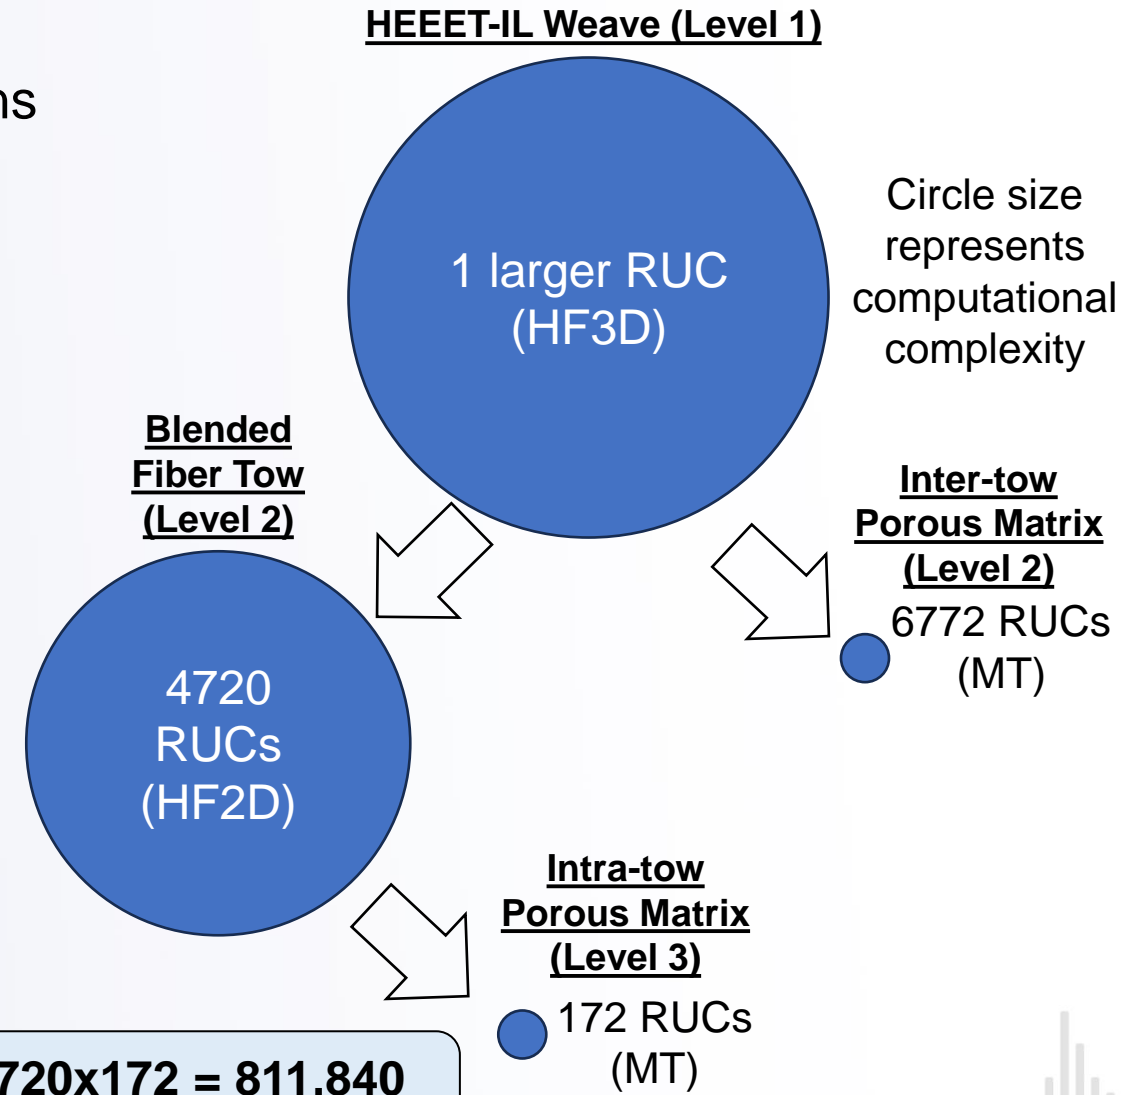 HEEET-IL Weave (Level 1)
1 larger RUC
(HF3D)
Circle size
represents
computational
complexity
Blended
Fiber Tow
(Level 2)
Inter-tow
Porous Matrix
(Level 2)
6772 RUCs
(MT)
4720
RUCs
(HF2D)
Intra-tow
Porous Matrix
(Level 3)
172 RUCs
(MT)
720x172 = 811,840